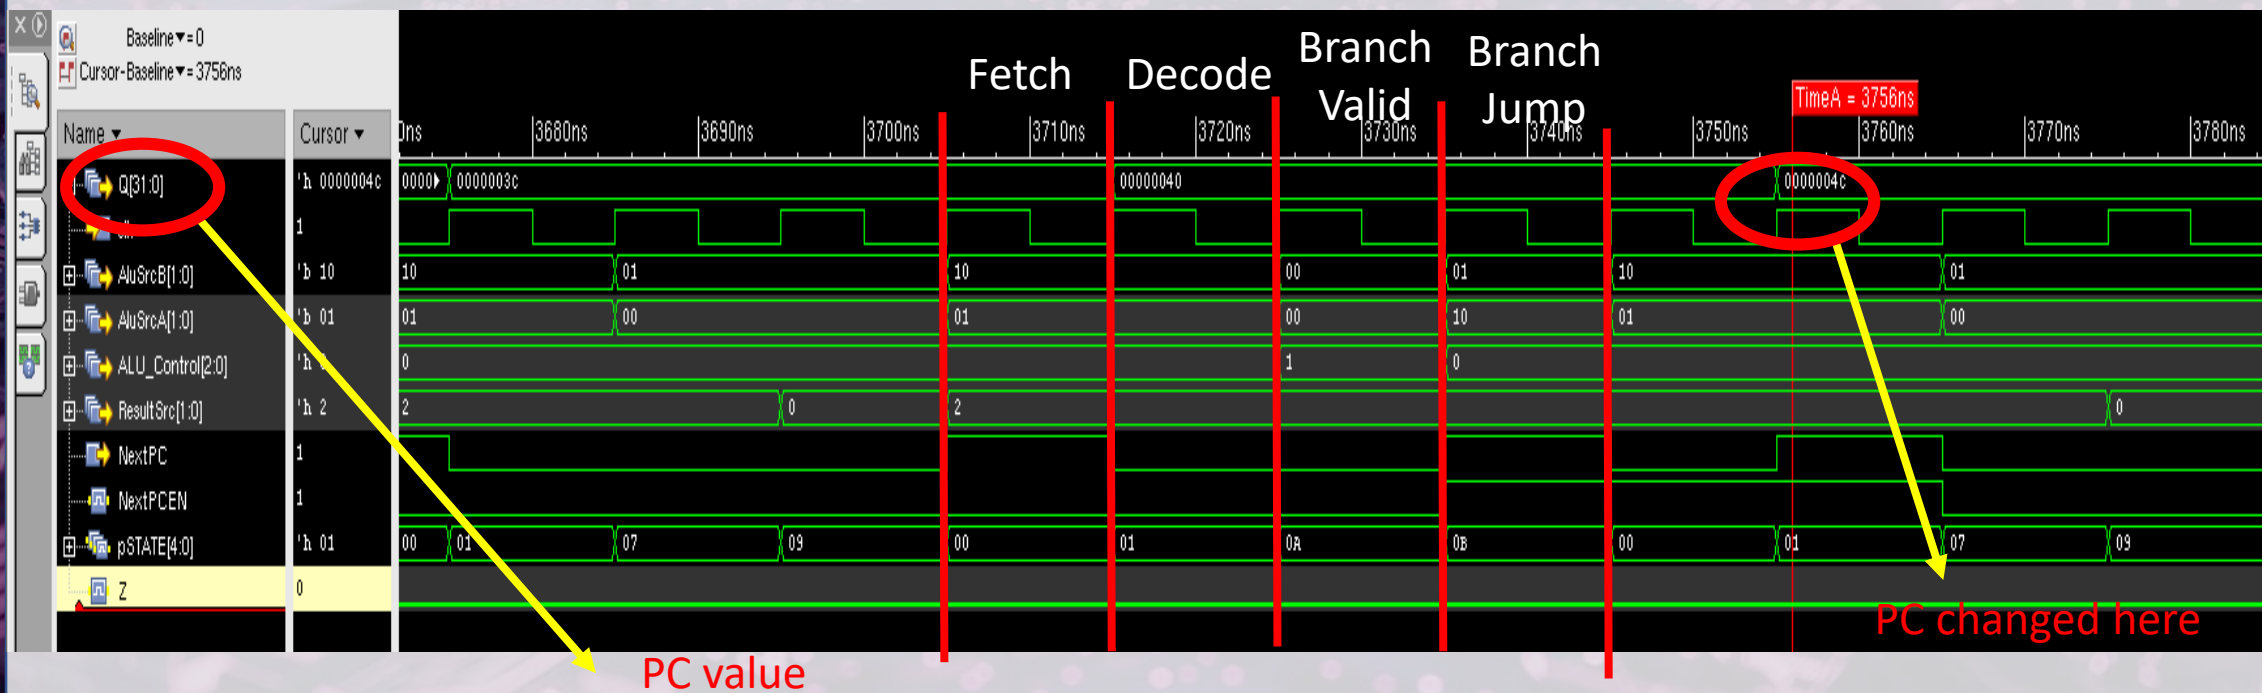 Baseline▼= 0
Cursor-Baseline▼= 3756ns
Fetch
Decode
Branch
Valid
Branch
Jump
TimeA = 3756ns
Name ▼
Cursor ▼
0ns
3680ns
3690ns
3700ns
3710ns
3720ns
3730ns
3740ns
3750ns
3760ns
3770ns
3780ns
Q[31:0]
'h 0000004c
0000
0000003c
00000040
0000004c
1
AluSrcB[1:0]
'b 10
10
01
10
00
01
10
01
AluSrcA[1:0]
'b 01
01
00
01
00
10
01
00
ALU_Control[2:0]
'h
0
1
0
ResultSrc[1:0]
'h 2
2
0
2
0
NextPC
1
NextPCEN
1
pSTATE[4:0]
'h 01
00
01
07
09
00
01
0A
0B
00
01
07
09
Z
0
PC changed here
PC value